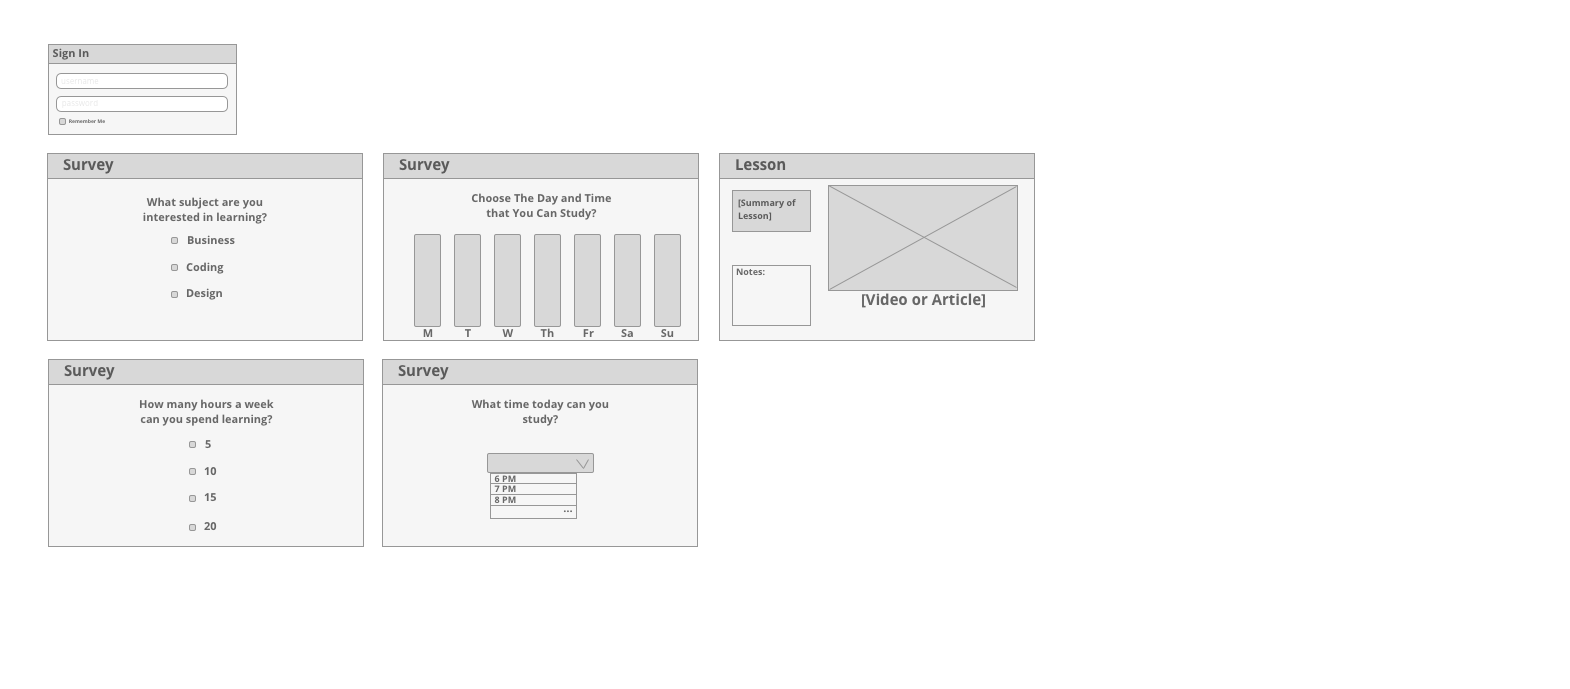 Sign In
username
password
Remember Me
Survey
What subject are you
interested in learning?
Business
Coding
Design
Survey
Choose The Day and Time
that You Can Study?
M T W Th Fr Sa Su
Lesson
[Summary of
Lesson]
Notes:
[Video or Article]
Survey
How many hours a week
can you spend learning?
5
10
15
20
Survey
What time today can you
study?
6 PM
7 PM
8 PM
...